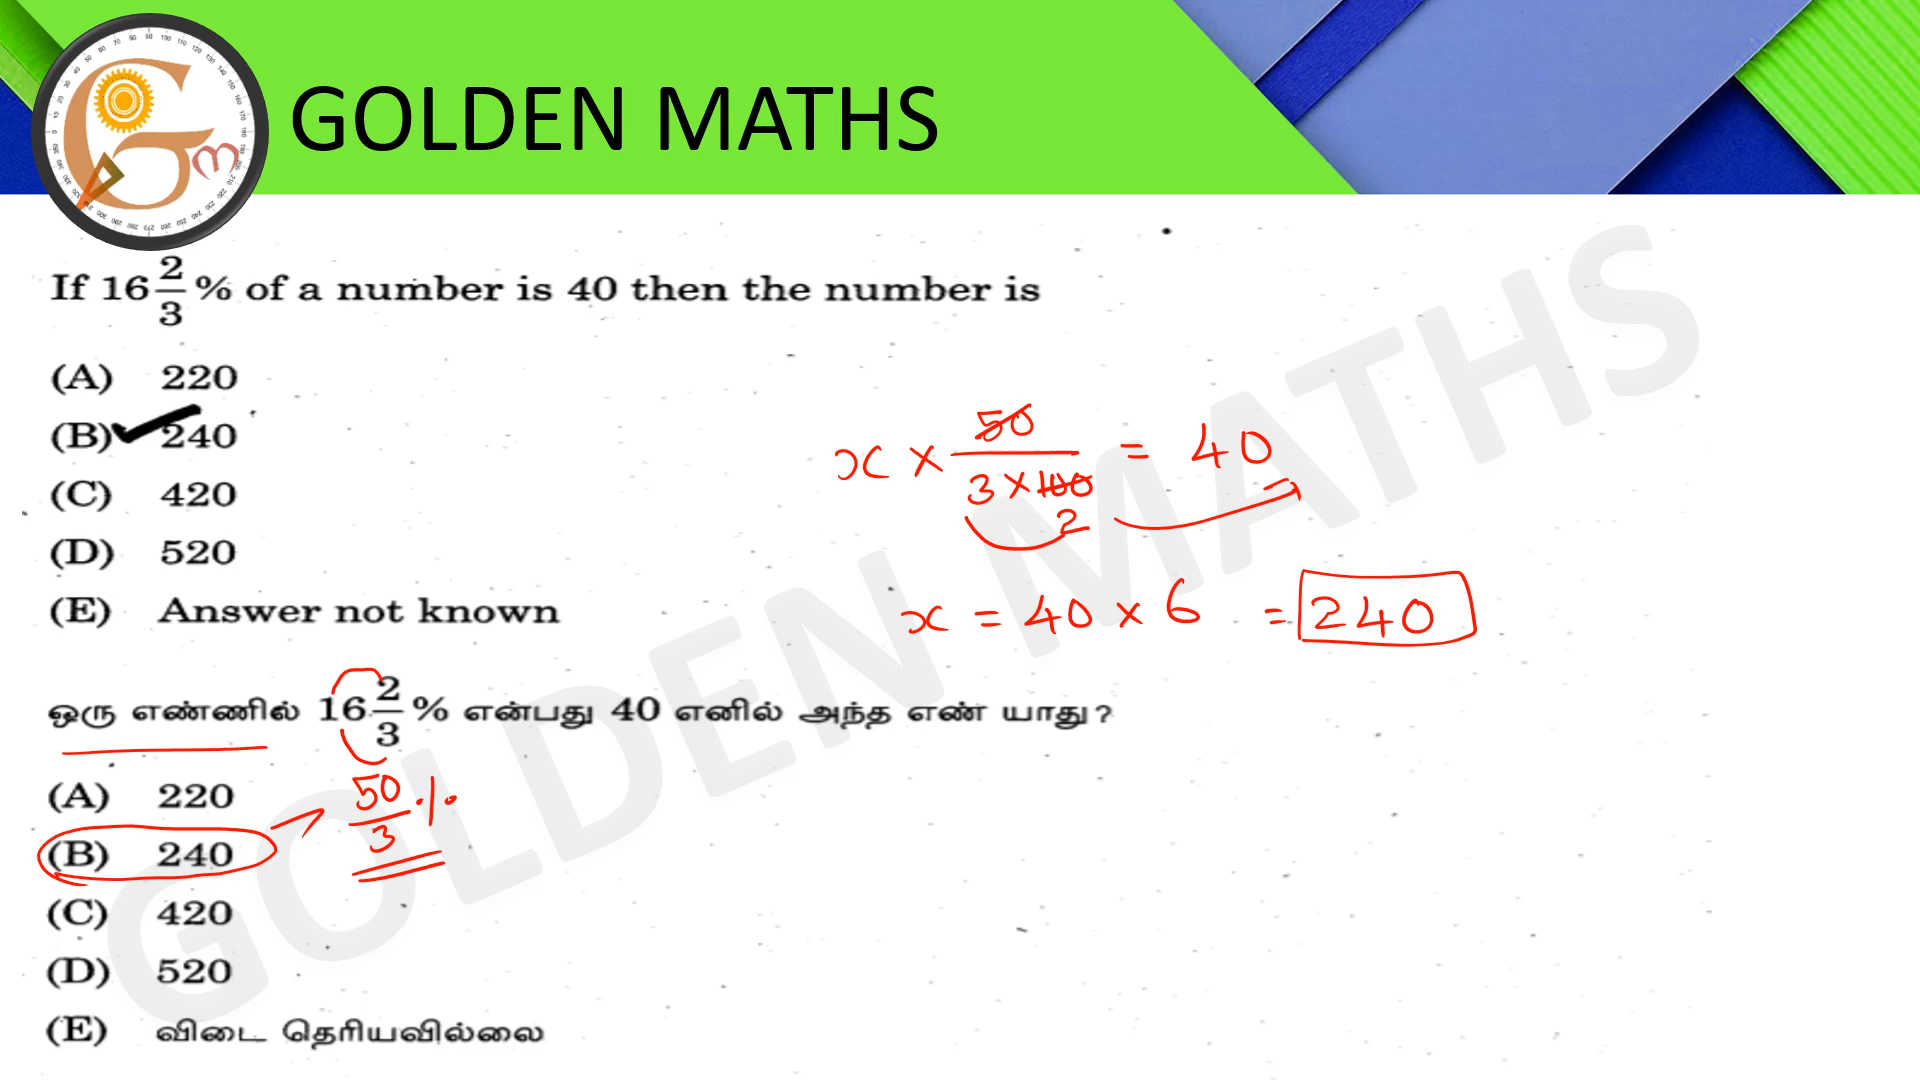 GOLDEN MATHS
If 16 2/3 % of a number is 40 then the number is
(A) 220
(B) 240
(C) 420
(D) 520
(E) Answer not known
x × 50/(3 × 100) = 40
2
x = 40 × 6 = 240
ஒரு எண்ணில் 16 2/3 % என்பது 40 எனில் அந்த எண் யாது?
50/3 %
(A) 220
(B) 240
(C) 420
(D) 520
(E) விடை தெரியவில்லை
GOLDEN MATHS